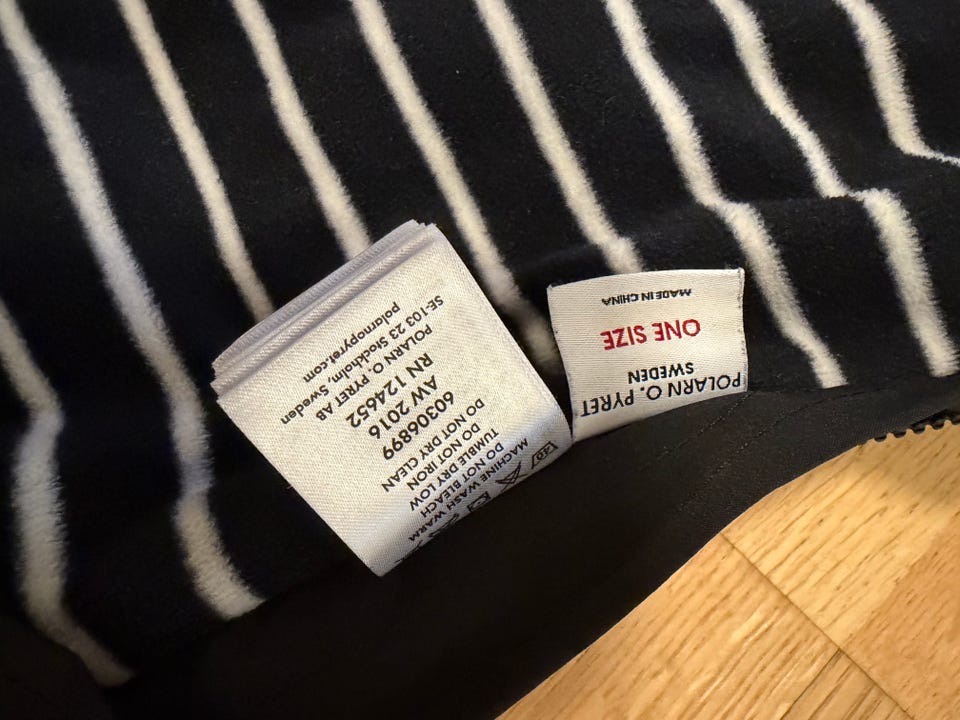 MACHINE WASH WARM
DO NOT BLEACH
TUMBLE DRY LOW
DO NOT IRON
DO NOT DRY CLEAN
60306899
AW 2016
RN 124652
POLARN O. PYRET AB
SE-103 23 Stockholm, Sweden
polarnopyret.com
POLARN O. PYRET
SWEDEN
ONE SIZE
MADE IN CHINA